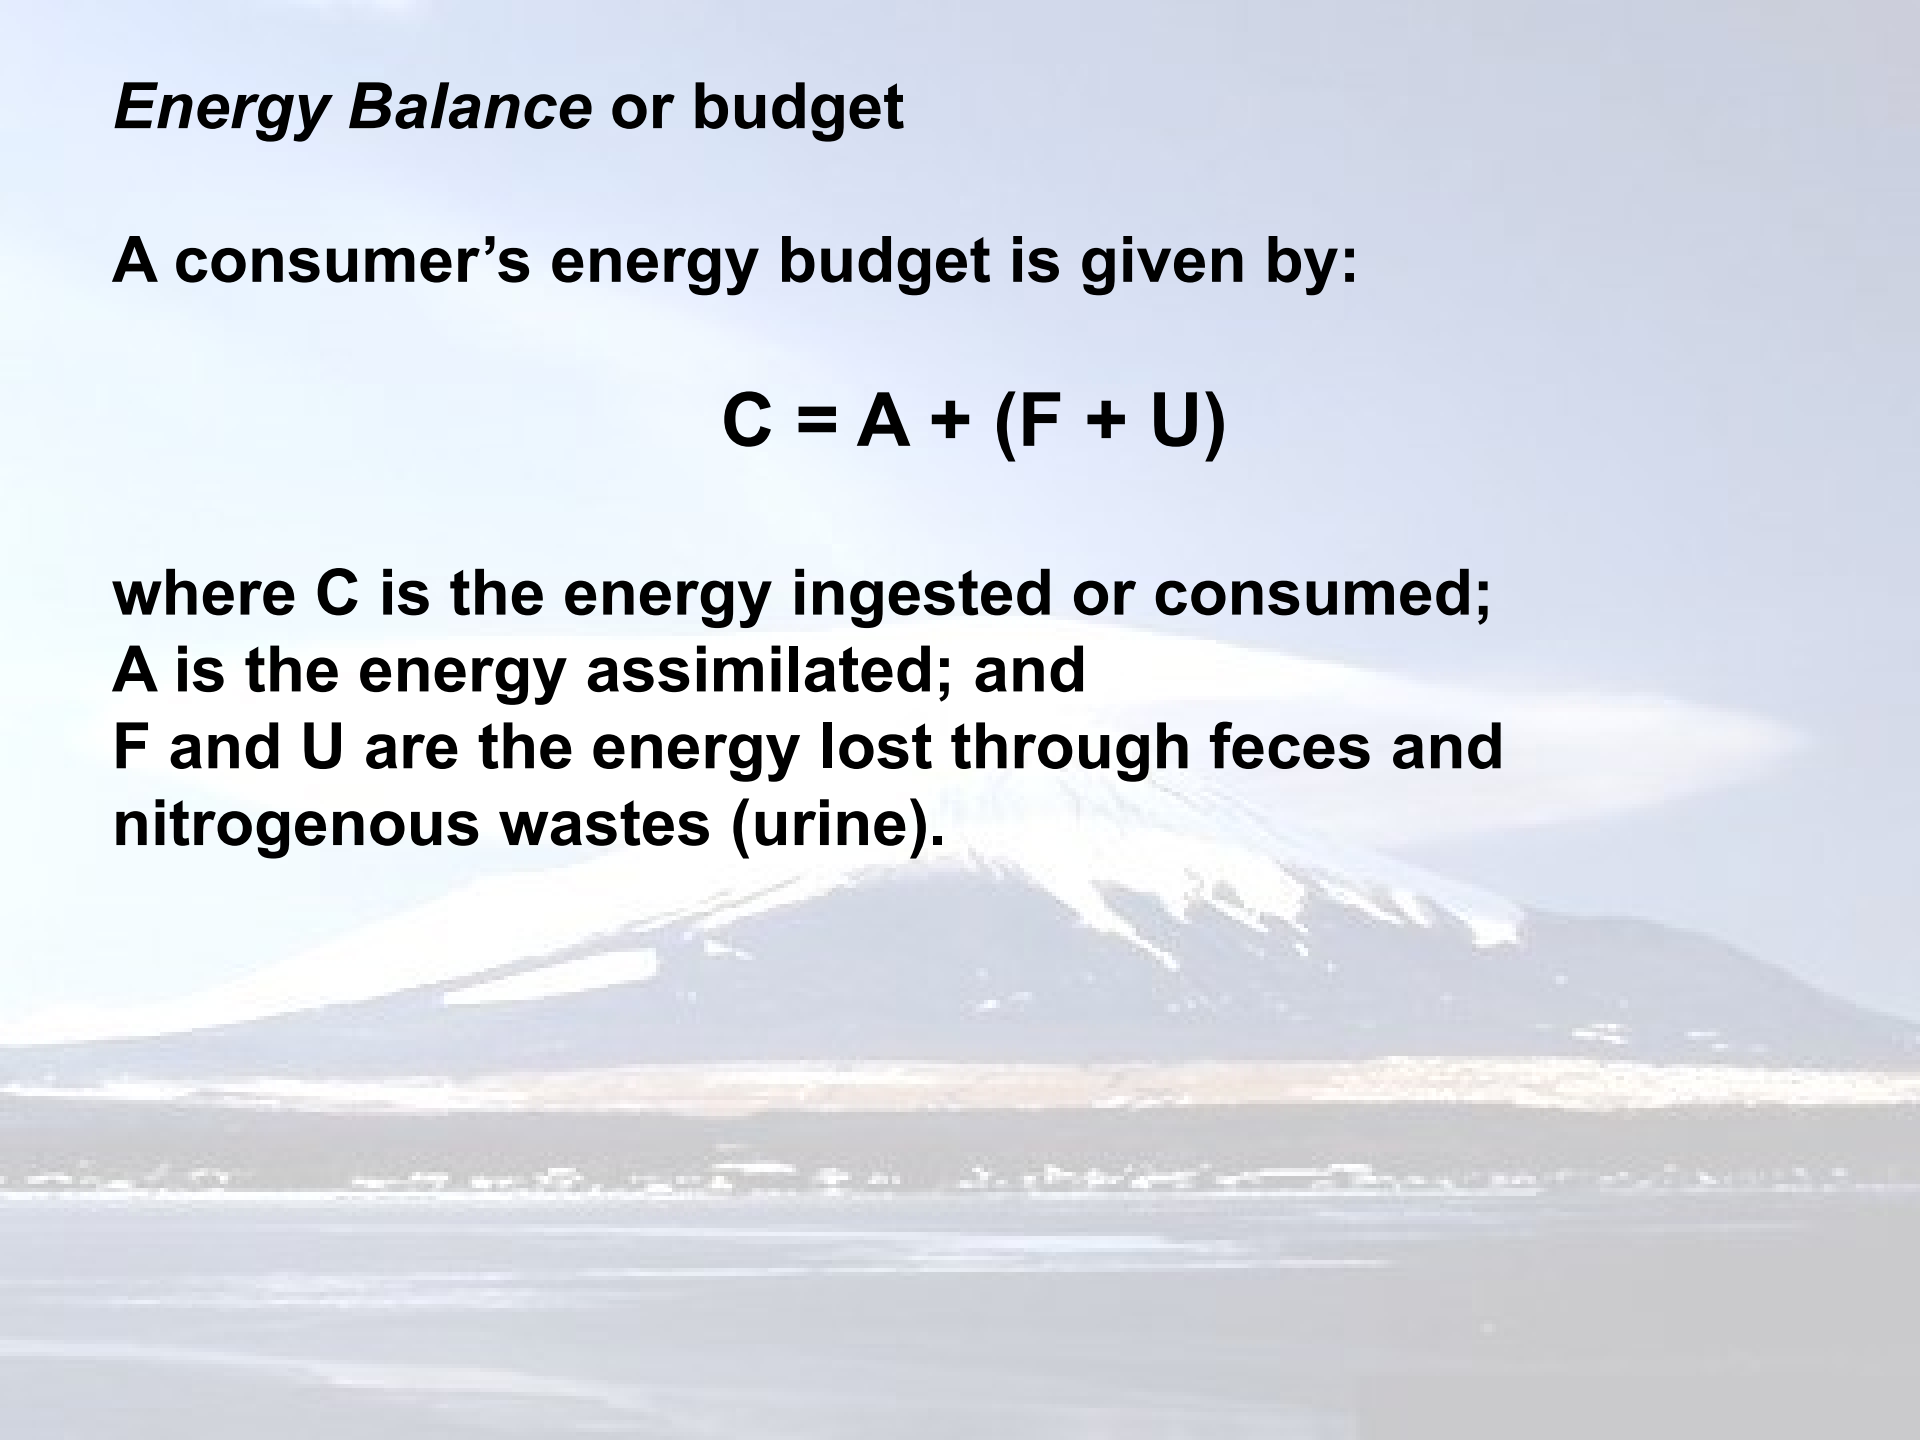 Energy Balance or budget
A consumer’s energy budget is given by:
C = A + (F + U)
where C is the energy ingested or consumed;
A is the energy assimilated; and
F and U are the energy lost through feces and
nitrogenous wastes (urine).